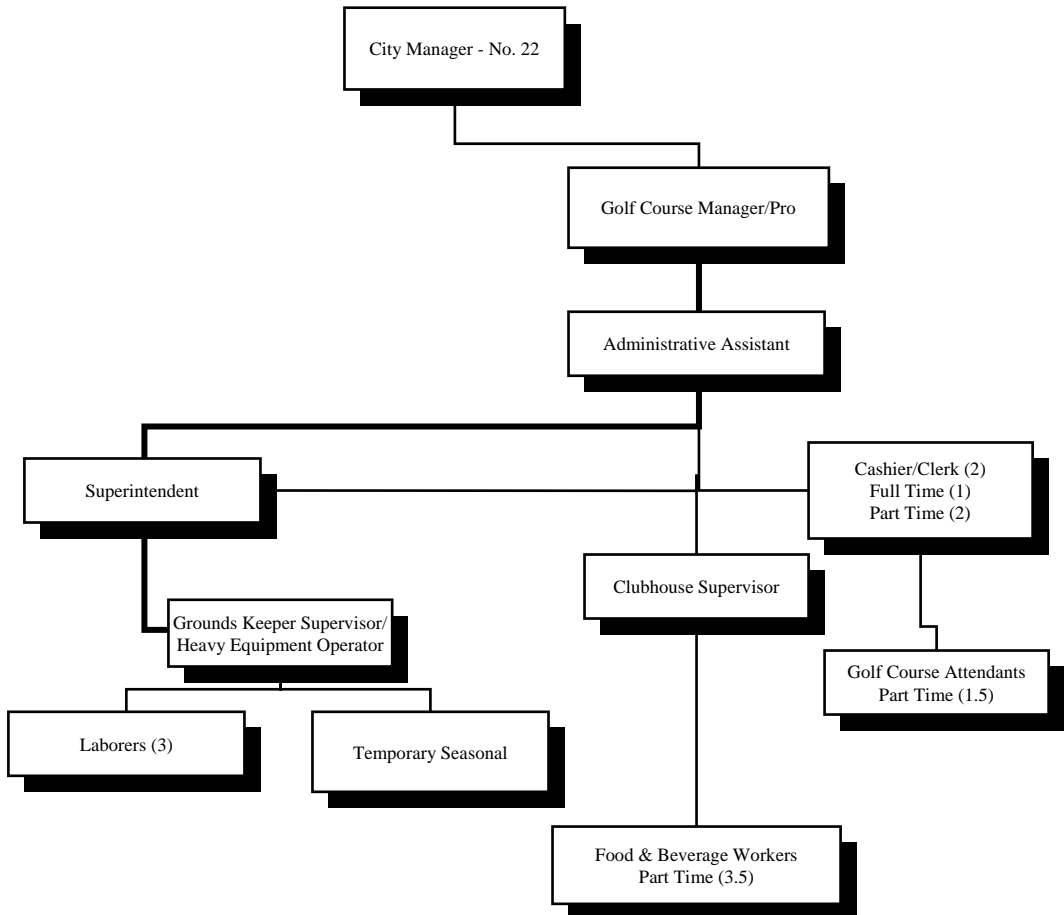 City Manager - No. 22
Golf Course Manager/Pro
Administrative Assistant
Superintendent
Cashier/Clerk (2)
Full Time (1)
Part Time (2)
Clubhouse Supervisor
Grounds Keeper Supervisor/
Heavy Equipment Operator
Golf Course Attendants
Part Time (1.5)
Laborers (3)
Temporary Seasonal
Food & Beverage Workers
Part Time (3.5)